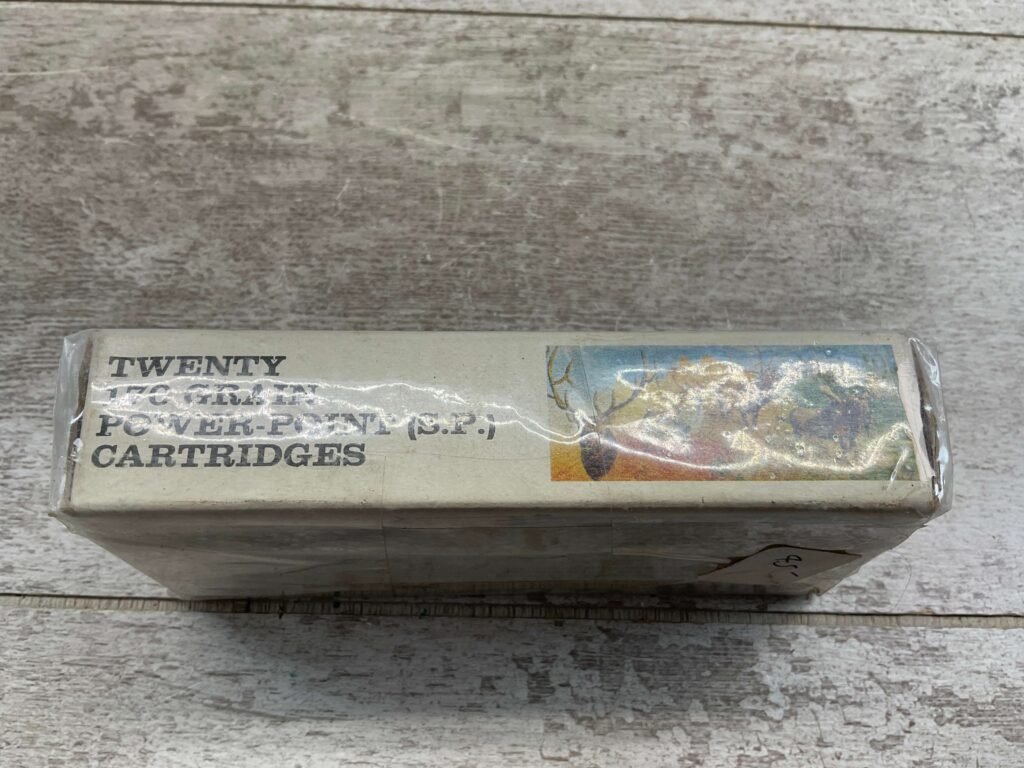 TWENTY
170 GRAIN
POWER-POINT (S.P.)
CARTRIDGES